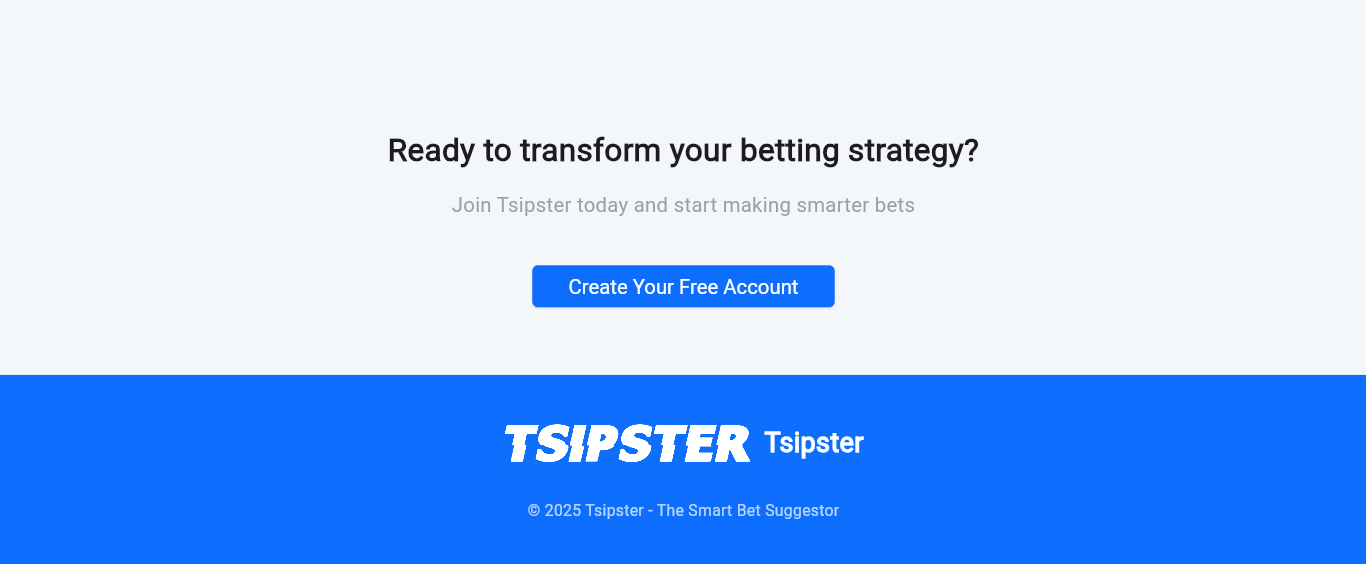 Ready to transform your betting strategy?
Join Tsipster today and start making smarter bets
Create Your Free Account
TSIPSTER Tsipster
© 2025 Tsipster - The Smart Bet Suggestor